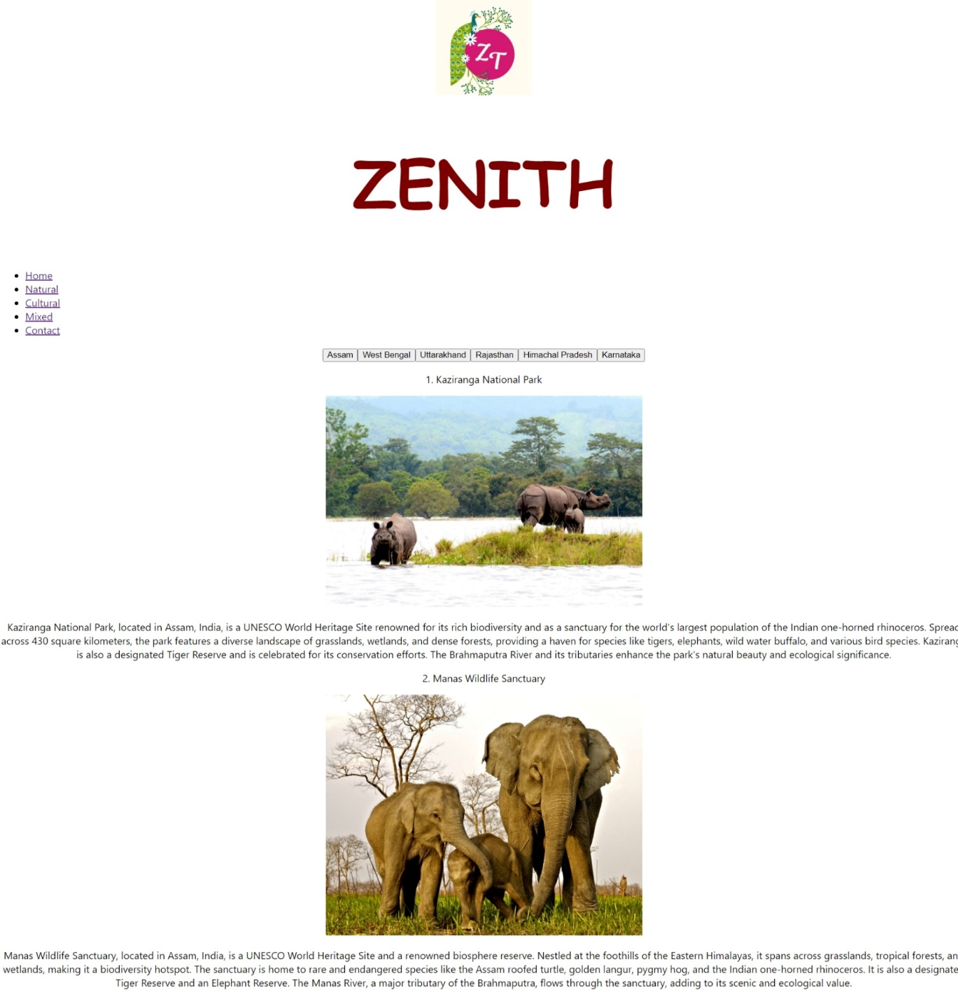 ZT
ZENITH
Home
Natural
Cultural
Mixed
Contact
Assam West Bengal Uttarakhand Rajasthan Himachal Pradesh Karnataka
1. Kaziranga National Park
Kaziranga National Park, located in Assam, India, is a UNESCO World Heritage Site renowned for its rich biodiversity and as a sanctuary for the world's largest population of the Indian one-horned rhinoceros. Spread
across 430 square kilometers, the park features a diverse landscape of grasslands, wetlands, and dense forests, providing a haven for species like tigers, elephants, wild water buffalo, and various bird species. Kazirang
is also a designated Tiger Reserve and is celebrated for its conservation efforts. The Brahmaputra River and its tributaries enhance the park's natural beauty and ecological significance.
2. Manas Wildlife Sanctuary
Manas Wildlife Sanctuary, located in Assam, India, is a UNESCO World Heritage Site and a renowned biosphere reserve. Nestled at the foothills of the Eastern Himalayas, it spans across grasslands, tropical forests, an
wetlands, making it a biodiversity hotspot. The sanctuary is home to rare and endangered species like the Assam roofed turtle, golden langur, pygmy hog, and the Indian one-horned rhinoceros. It is also a designate
Tiger Reserve and an Elephant Reserve. The Manas River, a major tributary of the Brahmaputra, flows through the sanctuary, adding to its scenic and ecological value.